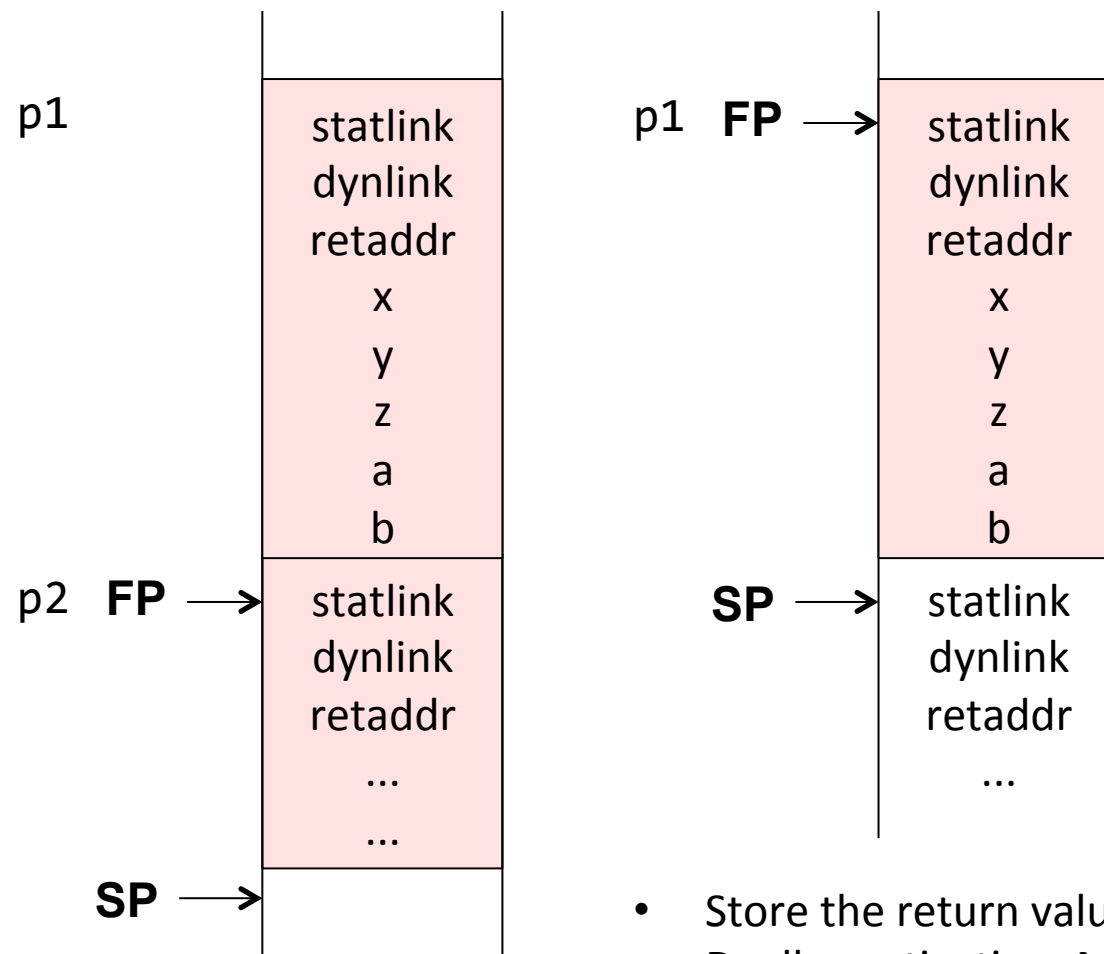 p1
statlink
dynlink
retaddr
x
y
z
a
b
p2 FP
statlink
dynlink
retaddr
...
...
SP
p1 FP
statlink
dynlink
retaddr
x
y
z
a
b
SP
statlink
dynlink
retaddr
...
• Store the return valu